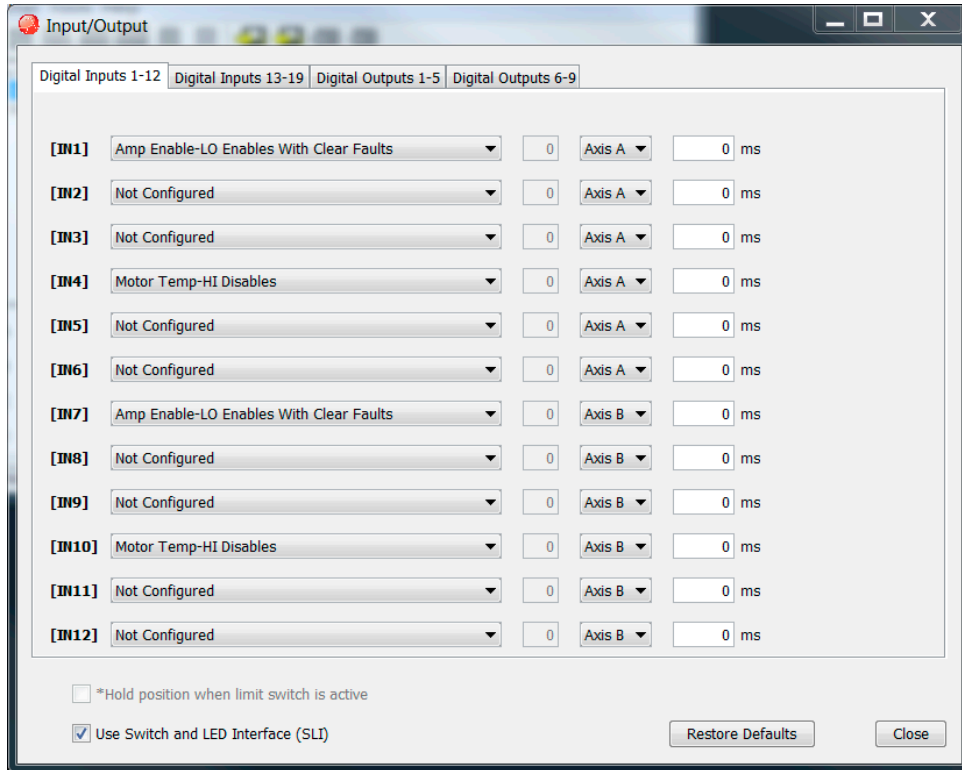 Input/Output
Digital Inputs 1-12 Digital Inputs 13-19 Digital Outputs 1-5 Digital Outputs 6-9
[IN1] Amp Enable-LO Enables With Clear Faults 0 Axis A 0 ms
[IN2] Not Configured 0 Axis A 0 ms
[IN3] Not Configured 0 Axis A 0 ms
[IN4] Motor Temp-HI Disables 0 Axis A 0 ms
[IN5] Not Configured 0 Axis A 0 ms
[IN6] Not Configured 0 Axis A 0 ms
[IN7] Amp Enable-LO Enables With Clear Faults 0 Axis B 0 ms
[IN8] Not Configured 0 Axis B 0 ms
[IN9] Not Configured 0 Axis B 0 ms
[IN10] Motor Temp-HI Disables 0 Axis B 0 ms
[IN11] Not Configured 0 Axis B 0 ms
[IN12] Not Configured 0 Axis B 0 ms
*Hold position when limit switch is active
Use Switch and LED Interface (SLI) Restore Defaults Close